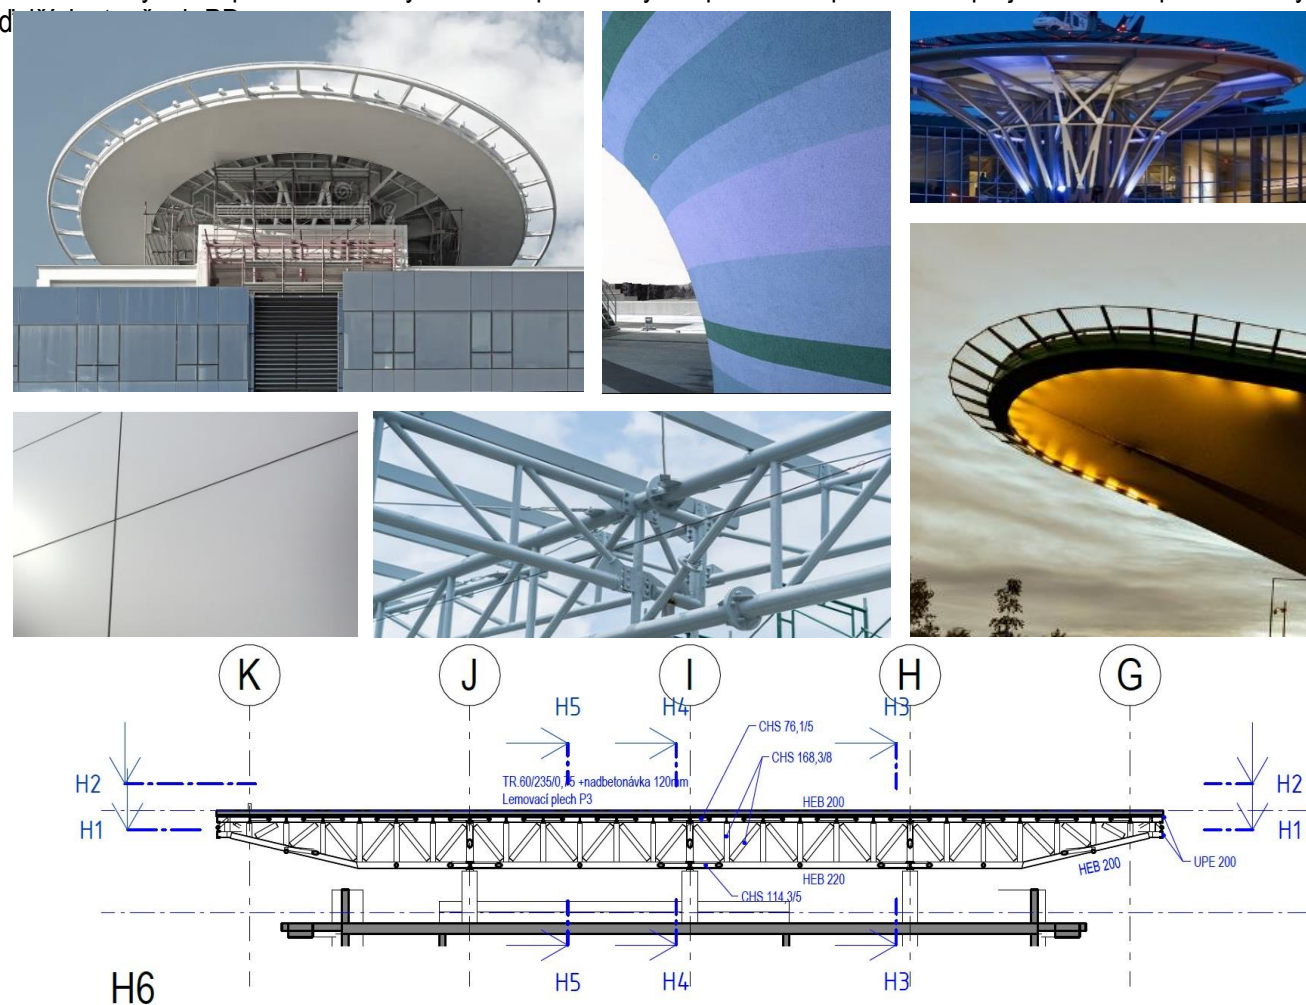 K J I H G
H5 H4 H3
CHS 76,1/5
CHS 168,3/8
TR.60/235/0,75 +nadbetonávka 120mm
Lemovací plech P3
HEB 200
H2 H2
H1 H1
UPE 200
HEB 200
HEB 220
CHS 114,3/5
H5 H4 H3
H6